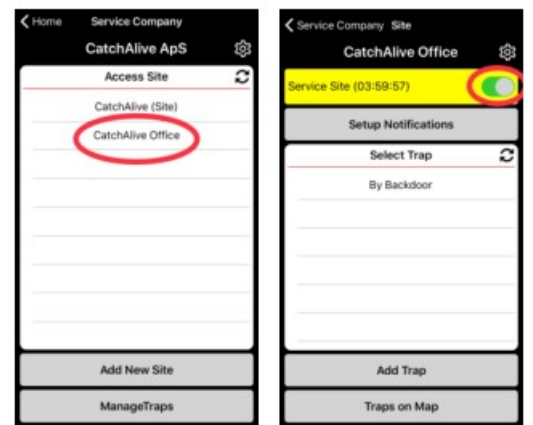 Home Service Company
CatchAlive ApS
Access Site
CatchAlive (Site)
CatchAlive Office
Add New Site
ManageTraps
Service Company Site
CatchAlive Office
Service Site (03:59:57)
Setup Notifications
Select Trap
By Backdoor
Add Trap
Traps on Map